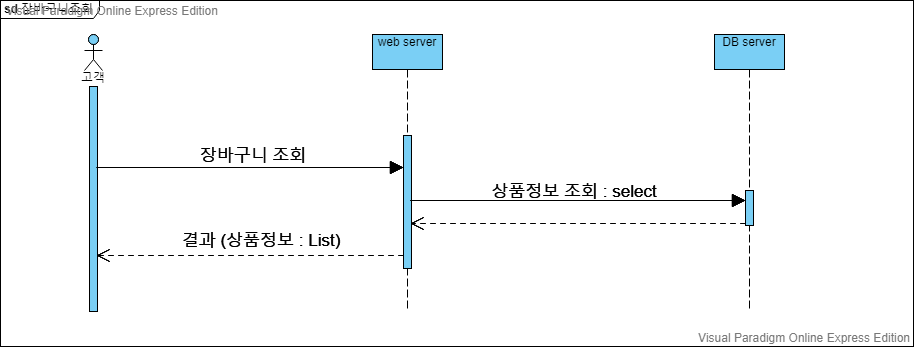 sd 장바구니조회
Visual Paradigm Online Express Edition
고객
web server
DB server
장바구니 조회
상품정보 조회 : select
결과 (상품정보 : List)
Visual Paradigm Online Express Edition